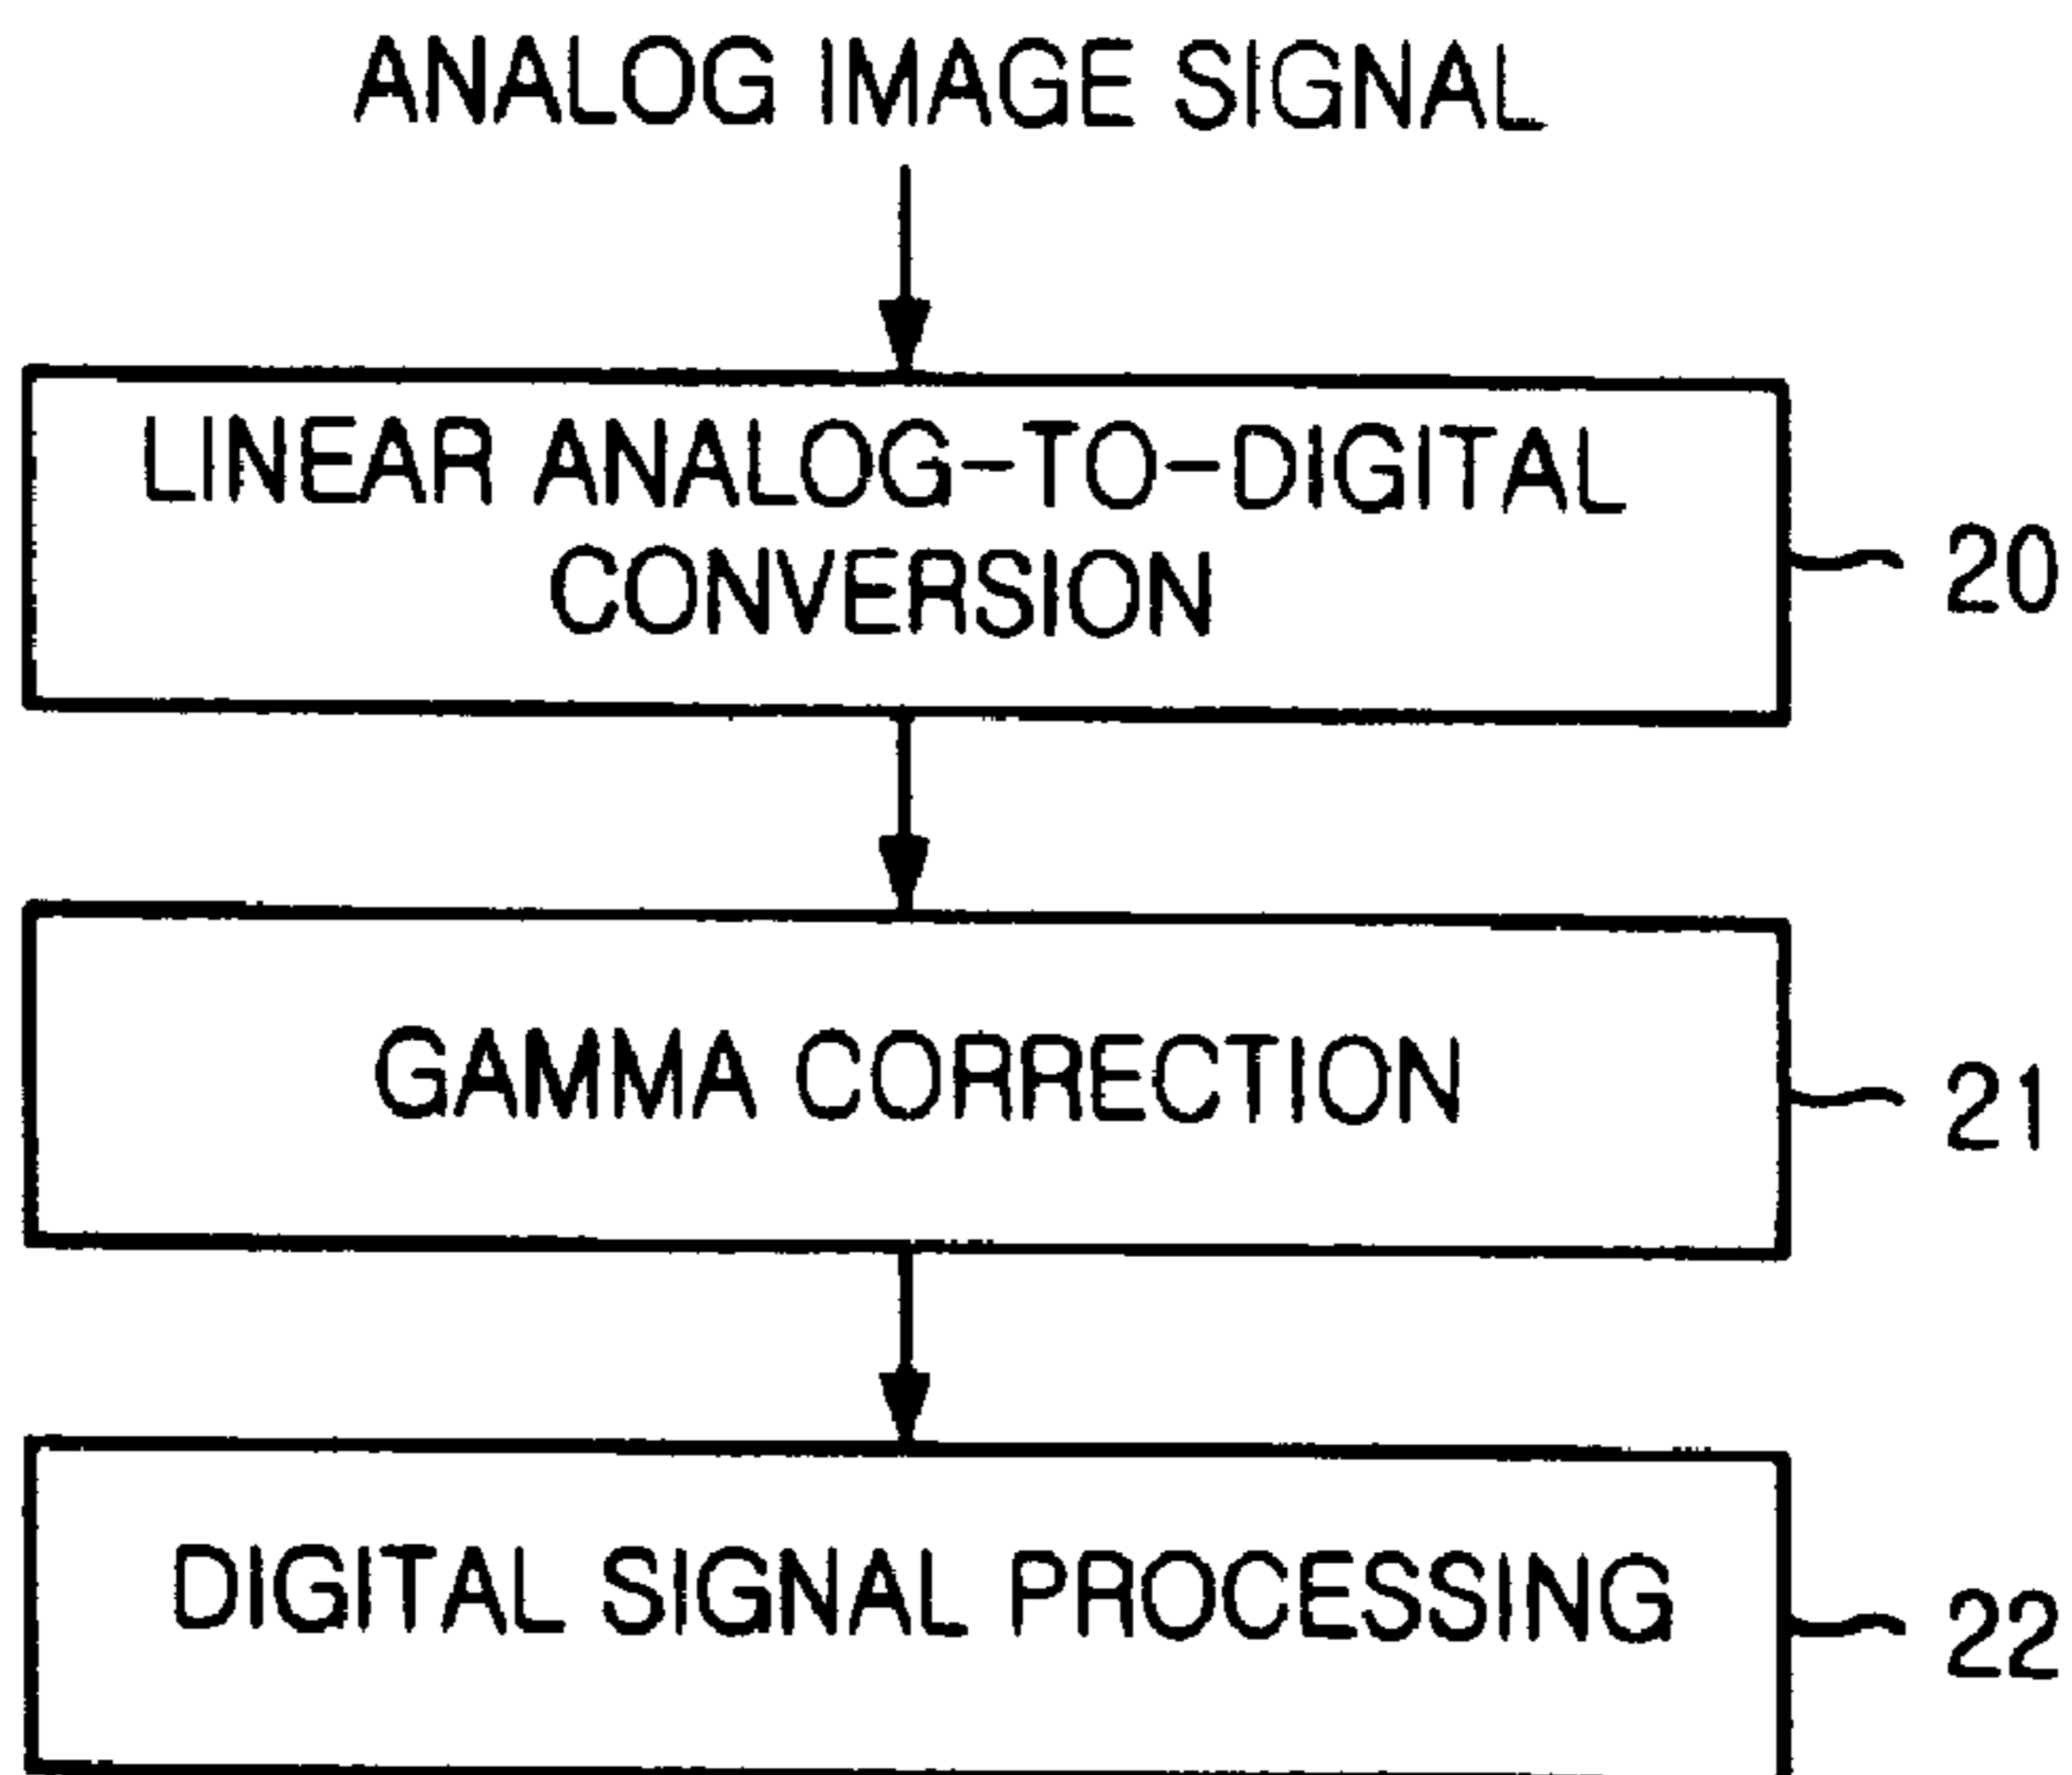 ANALOG IMAGE SIGNAL
LINEAR ANALOG-TO-DIGITAL
CONVERSION
20
GAMMA CORRECTION
21
DIGITAL SIGNAL PROCESSING
22